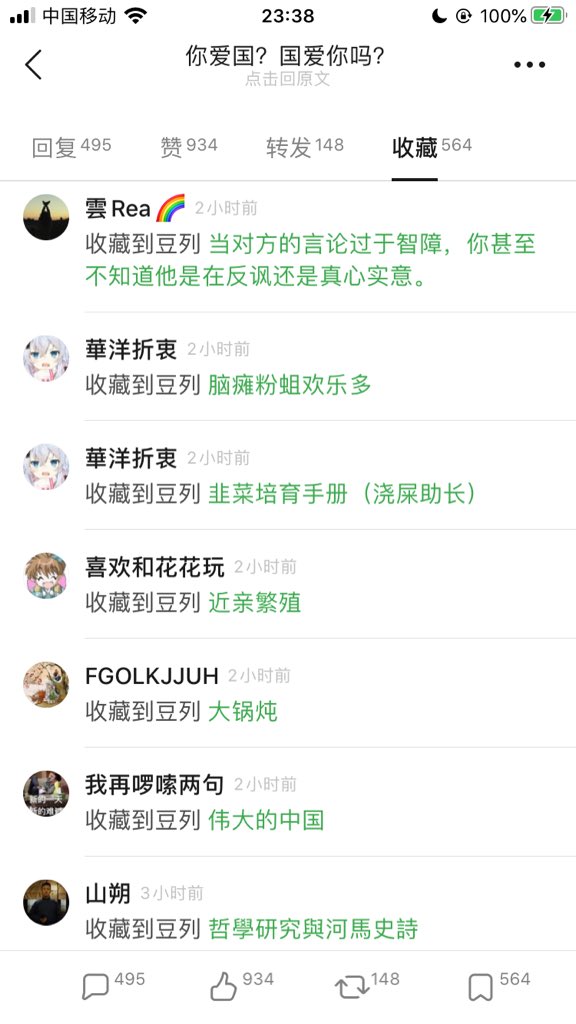 中国移动 23:38 100%
你爱国？国爱你吗？
点击回原文
回复 495 赞 934 转发 148 收藏 564
雲 Rea🌈 2小时前
收藏到豆列 当对方的言论过于智障，你甚至
不知道他是在反讽还是真心实意。
華洋折衷 2小时前
收藏到豆列 脑瘫粉蛆欢乐多
華洋折衷 2小时前
收藏到豆列 韭菜培育手册（浇屎助长）
喜欢和花花玩 2小时前
收藏到豆列 近亲繁殖
FGOLKJJUH 2小时前
收藏到豆列 大锅炖
我再啰嗦两句 2小时前
收藏到豆列 伟大的中国
山朔 3小时前
收藏到豆列 哲學研究與河馬史詩
495 934 148 564